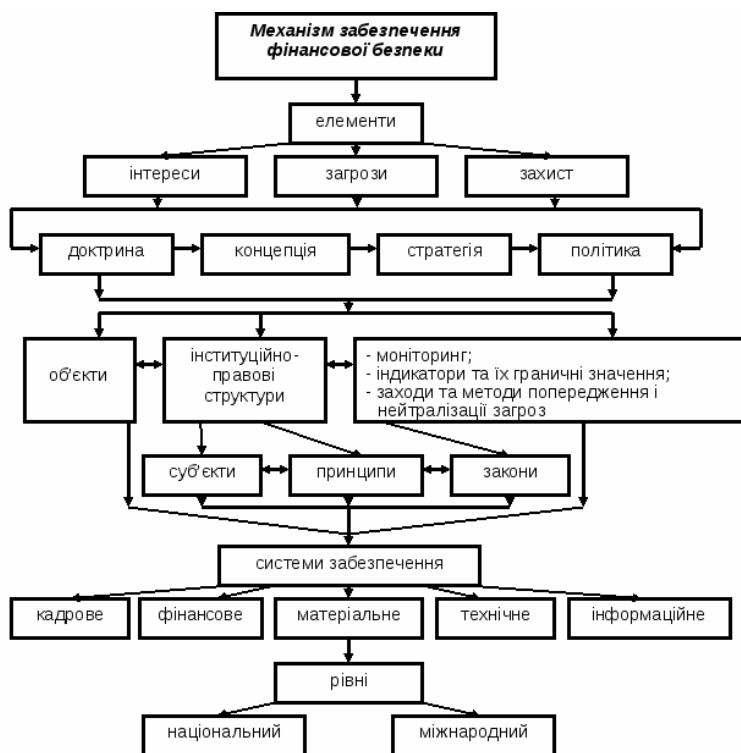 Механізм забезпечення
фінансової безпеки
елементи
інтереси
загрози
захист
доктрина
концепція
стратегія
політика
об'єкти
інституційно-
правові
структури
- моніторинг;
- індикатори та їх граничні значення;
- заходи та методи попередження і
нейтралізації загроз
суб'єкти
принципи
закони
системи забезпечення
кадрове
фінансове
матеріальне
технічне
інформаційне
рівні
національний
міжнародний